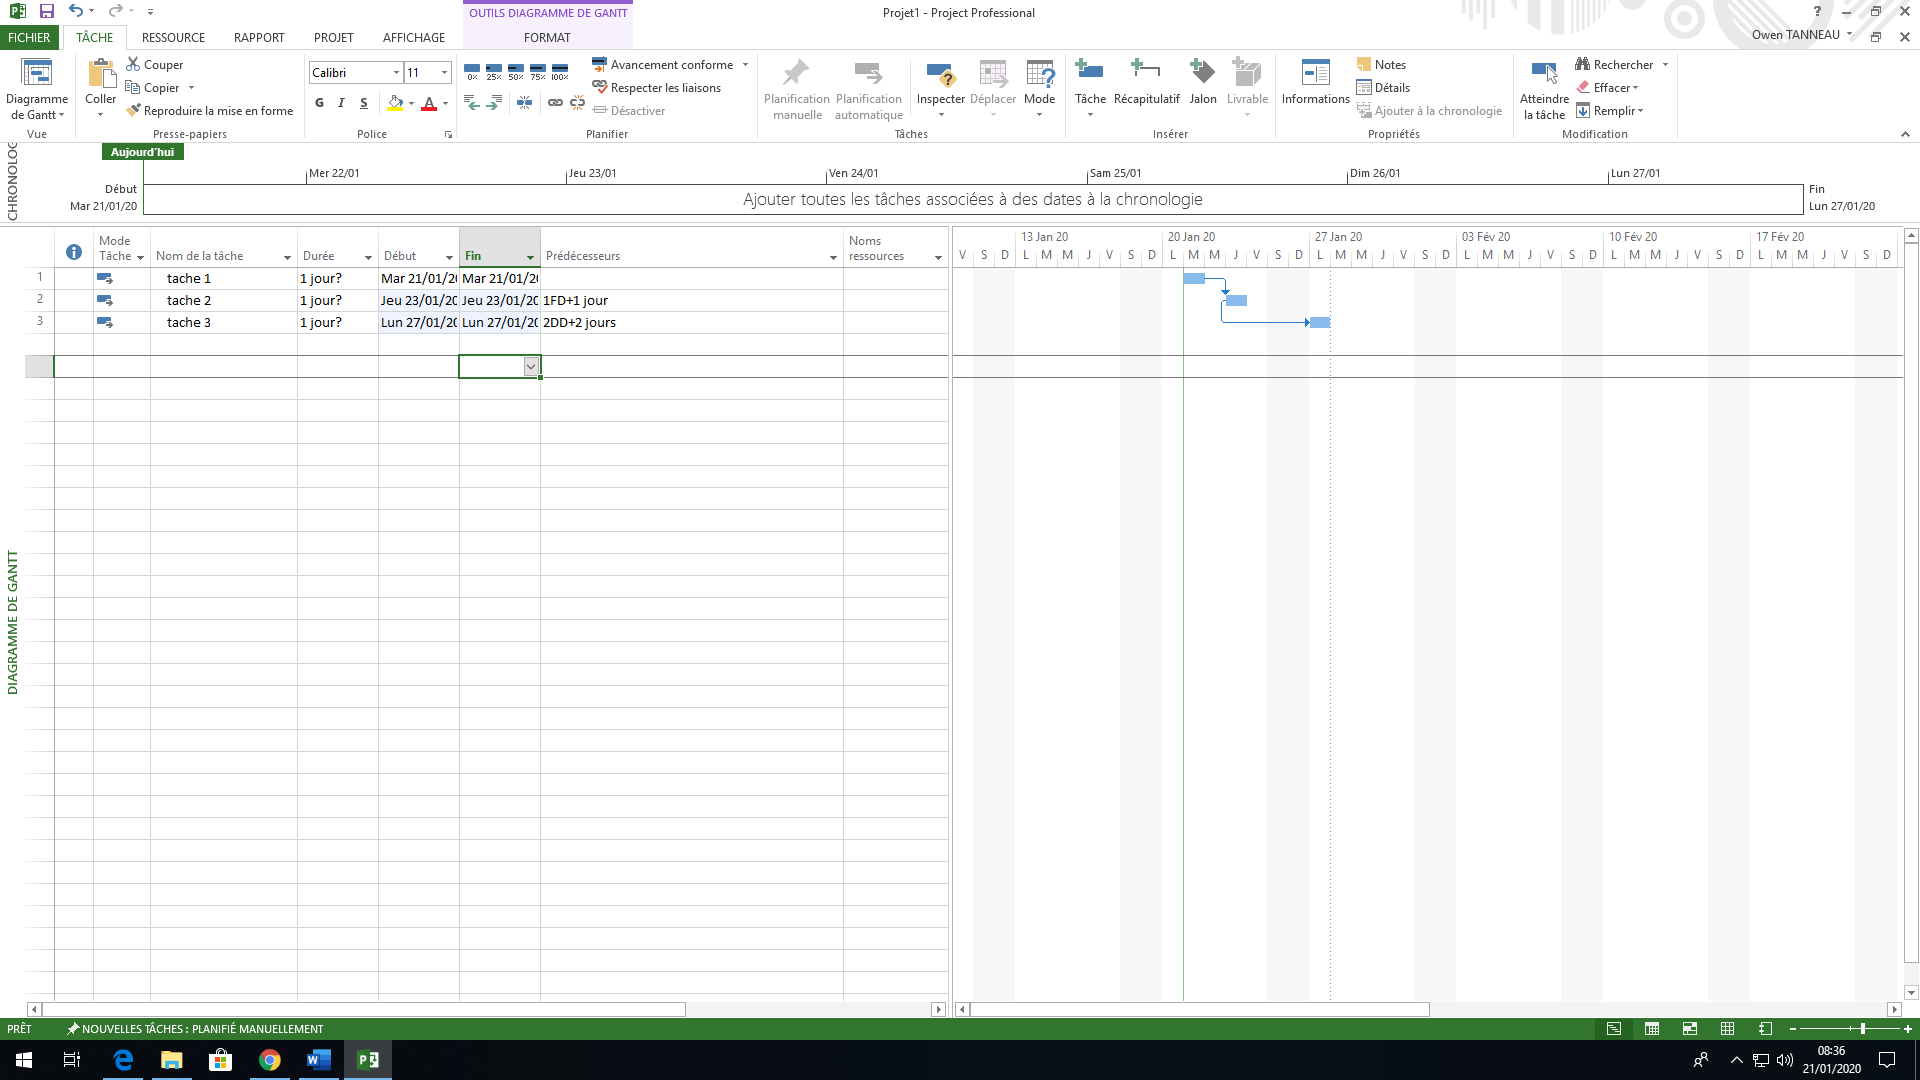 OUTILS DIAGRAMME DE GANTT
Projet1 - Project Professional
?
FICHIER TÂCHE RESSOURCE RAPPORT PROJET AFFICHAGE FORMAT
Owen TANNEAU
Diagramme de Gantt
Vue
Coller
Couper
Copier
Reproduire la mise en forme
Presse-papiers
Calibri 11
G I S A
Police
0% 25% 50% 75% 100%
Avancement conforme
Respecter les liaisons
Désactiver
Planifier
Planification manuelle
Planification automatique
Inspecter
Déplacer
Mode
Tâches
Tâche
Récapitulatif
Jalon
Livrable
Insérer
Informations
Notes
Détails
Ajouter à la chronologie
Propriétés
Atteindre la tâche
Rechercher
Effacer
Remplir
Modification
Aujourd'hui
Mer 22/01 Jeu 23/01 Ven 24/01 Sam 25/01 Dim 26/01 Lun 27/01
Début
Mar 21/01/20
Ajouter toutes les tâches associées à des dates à la chronologie
Fin
Lun 27/01/20
Mode Tâche Nom de la tâche Durée Début Fin Prédécesseurs Noms ressources
1 tache 1 1 jour? Mar 21/01/20 Mar 21/01/20
2 tache 2 1 jour? Jeu 23/01/20 Jeu 23/01/20 1FD+1 jour
3 tache 3 1 jour? Lun 27/01/20 Lun 27/01/20 2DD+2 jours
13 Jan 20 20 Jan 20 27 Jan 20 03 Fév 20 10 Fév 20 17 Fév 20
V S D L M M J V S D L M M J V S D L M M J V S D L M M J V S D L M M J V S D L M M J V S D
DIAGRAMME DE GANTT
PRÊT
NOUVELLES TÂCHES : PLANIFIÉ MANUELLEMENT
08:36
21/01/2020